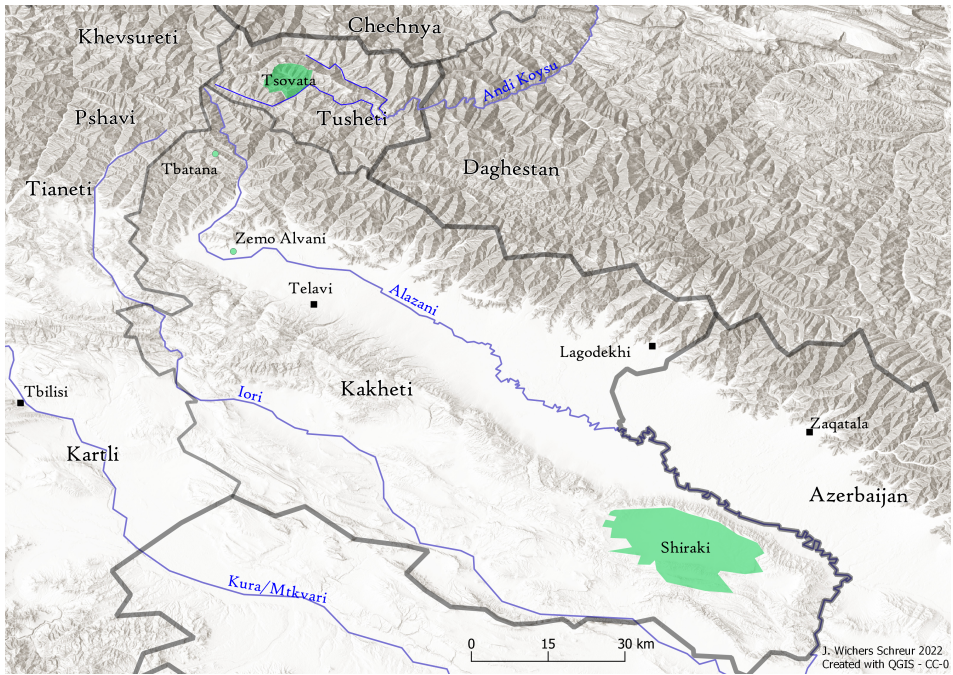 Chechnya
Khevsureti
Tsovata
Andi Koysu
Pshavi
Tusheti
Tbatana
Daghestan
Tianeti
Zemo Alvani
Telavi
Alazani
Lagodekhi
Tbilisi
Iori
Kakheti
Zaqatala
Kartli
Azerbaijan
Shiraki
Kura/Mtkvari
0 15 30 km
J. Wichers Schreur 2022
Created with QGIS - CC-0